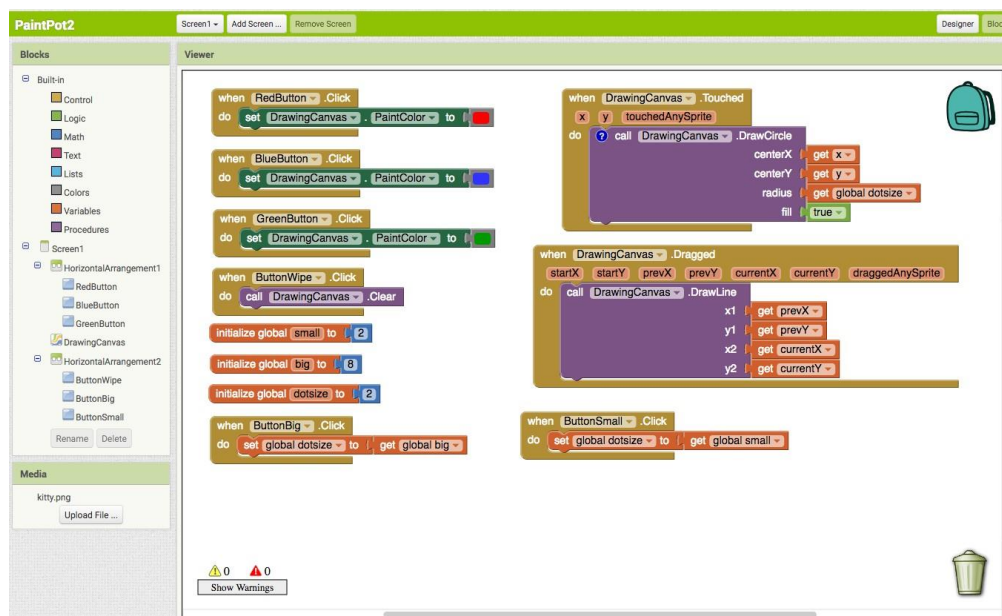 PaintPot2
Screen1
Add Screen ...
Remove Screen
Designer
Bloc
Blocks
Viewer
Built-in
Control
Logic
Math
Text
Lists
Colors
Variables
Procedures
Screen1
HorizontalArrangement1
RedButton
BlueButton
GreenButton
DrawingCanvas
HorizontalArrangement2
ButtonWipe
ButtonBig
ButtonSmall
Rename
Delete
Media
kitty.png
Upload File ...
when RedButton .Click
do set DrawingCanvas . PaintColor to
when BlueButton .Click
do set DrawingCanvas . PaintColor to
when GreenButton .Click
do set DrawingCanvas . PaintColor to
when ButtonWipe .Click
do call DrawingCanvas .Clear
initialize global small to 2
initialize global big to 8
initialize global dotsize to 2
when ButtonBig .Click
do set global dotsize to get global big
when DrawingCanvas .Touched
x y touchedAnySprite
do ? call DrawingCanvas .DrawCircle
centerX get x
centerY get y
radius get global dotsize
fill true
when DrawingCanvas .Dragged
startX startY prevX prevY currentX currentY draggedAnySprite
do call DrawingCanvas .DrawLine
x1 get prevX
y1 get prevY
x2 get currentX
y2 get currentY
when ButtonSmall .Click
do set global dotsize to get global small
0 0
Show Warnings